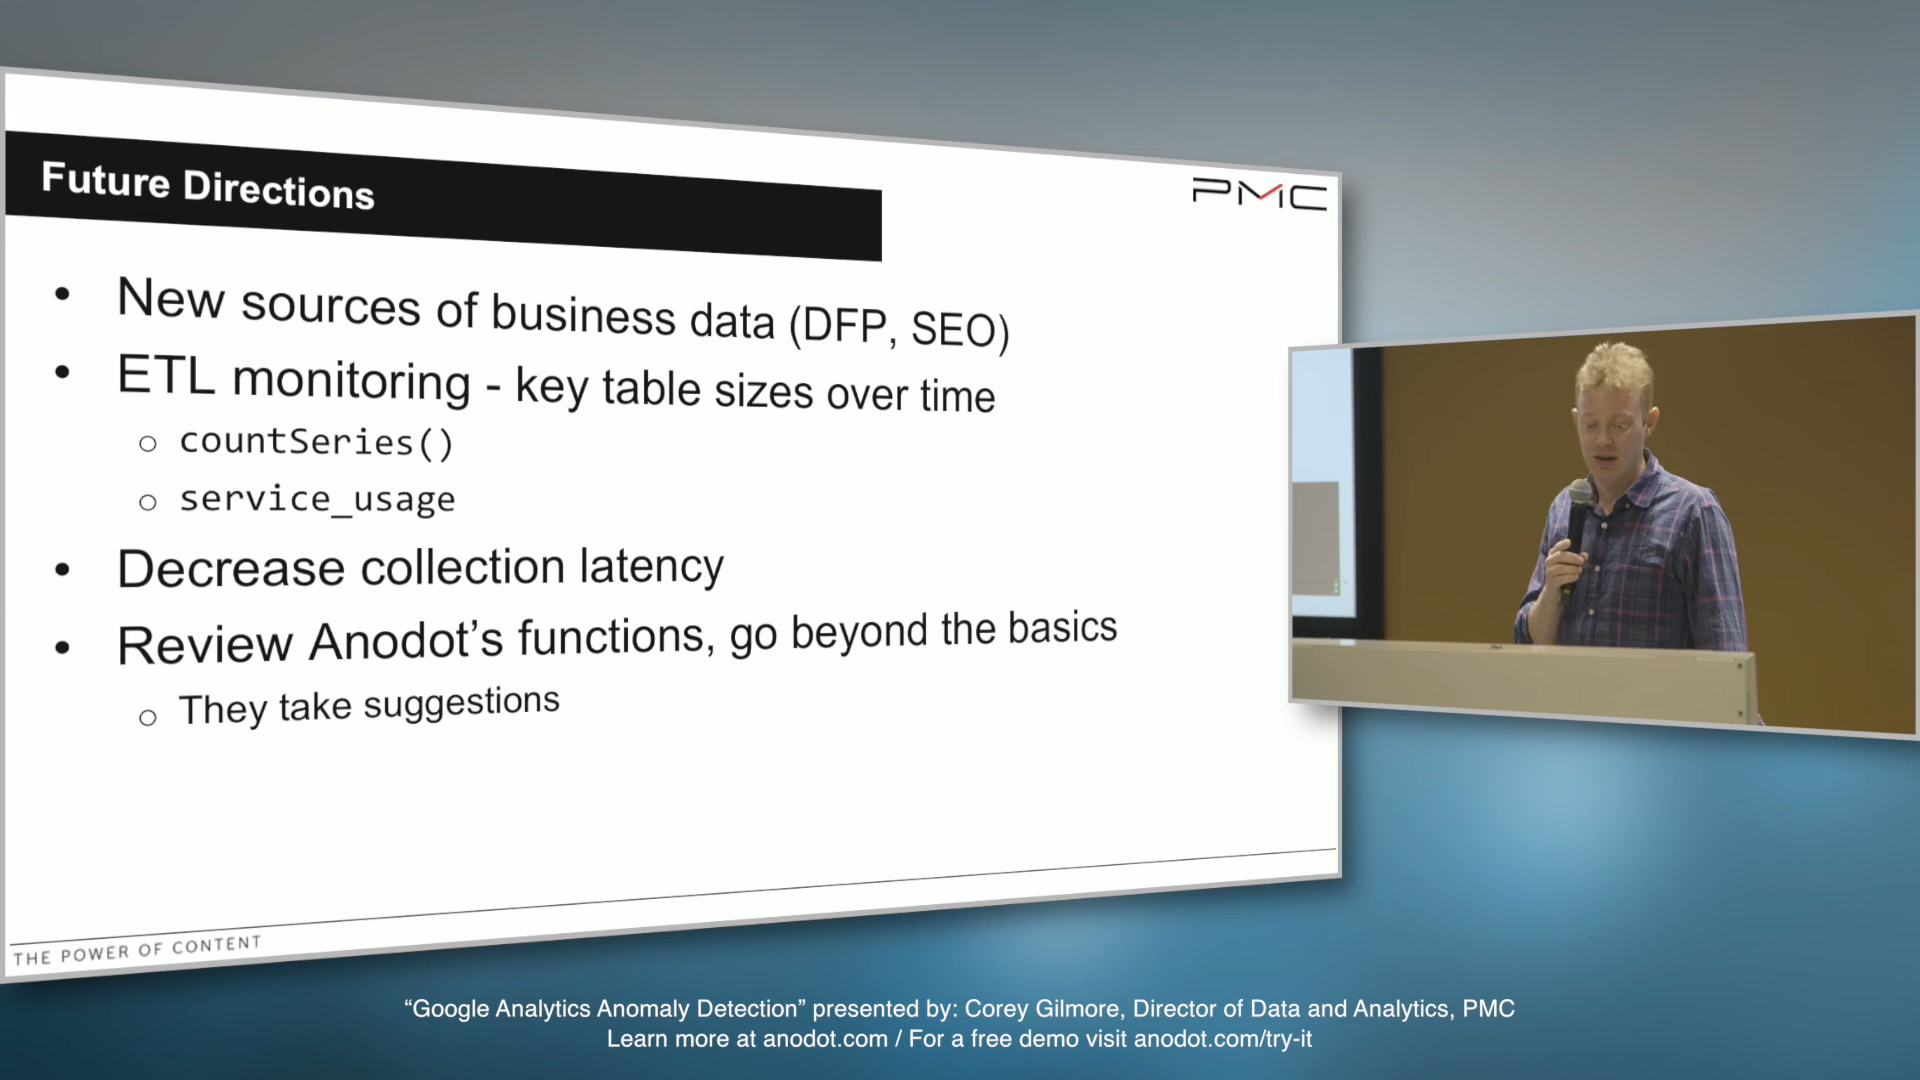 Future Directions
PMC
• New sources of business data (DFP, SEO)
• ETL monitoring - key table sizes over time
○ countSeries()
○ service_usage
• Decrease collection latency
• Review Anodot’s functions, go beyond the basics
○ They take suggestions
THE POWER OF CONTENT
“Google Analytics Anomaly Detection” presented by: Corey Gilmore, Director of Data and Analytics, PMC
Learn more at anodot.com / For a free demo visit anodot.com/try-it